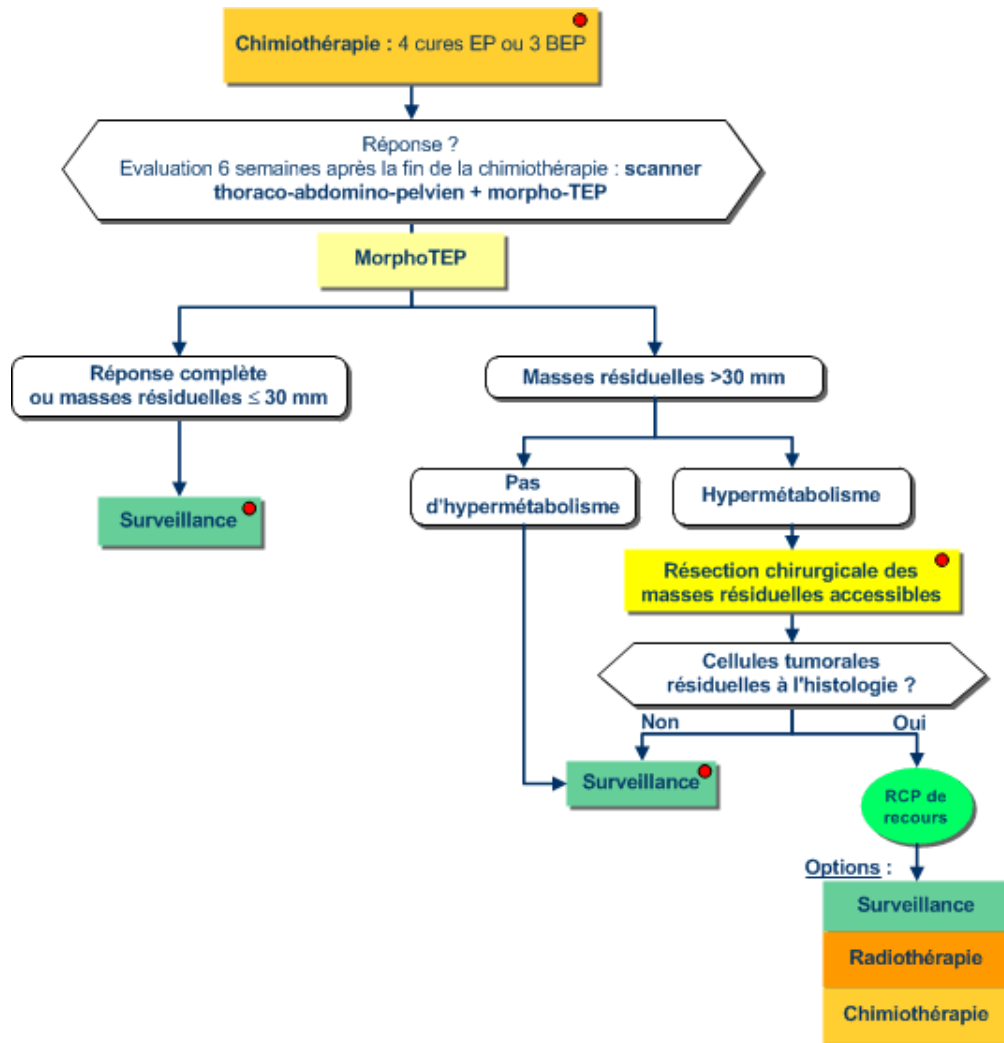 Chimiothérapie : 4 cures EP ou 3 BEP
Réponse ?
Evaluation 6 semaines après la fin de la chimiothérapie : scanner
thoraco-abdomino-pelvien + morpho-TEP
MorphoTEP
Réponse complète
ou masses résiduelles ≤ 30 mm
Masses résiduelles >30 mm
Pas
d'hypermétabolisme
Hypermétabolisme
Surveillance
Résection chirurgicale des
masses résiduelles accessibles
Cellules tumorales
résiduelles à l'histologie ?
Non
Oui
Surveillance
RCP de
recours
Options :
Surveillance
Radiothérapie
Chimiothérapie